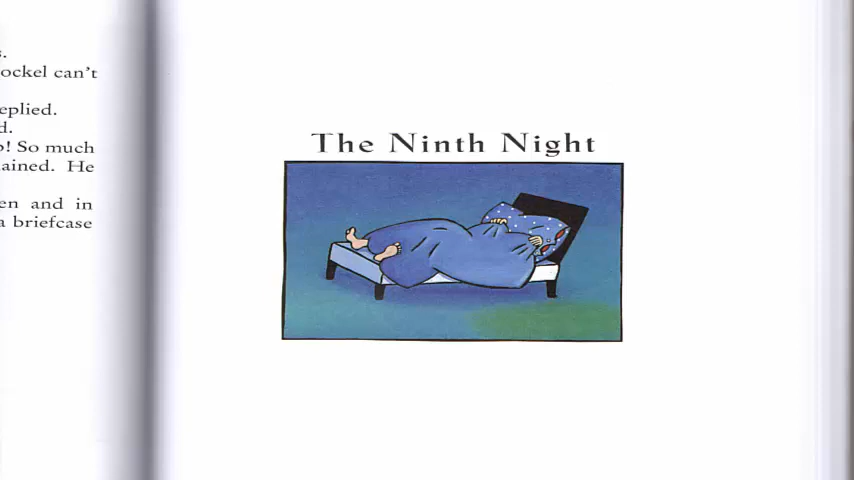 ockel can't
eplied.
! So much
ained. He
en and in
a briefcase
The Ninth Night